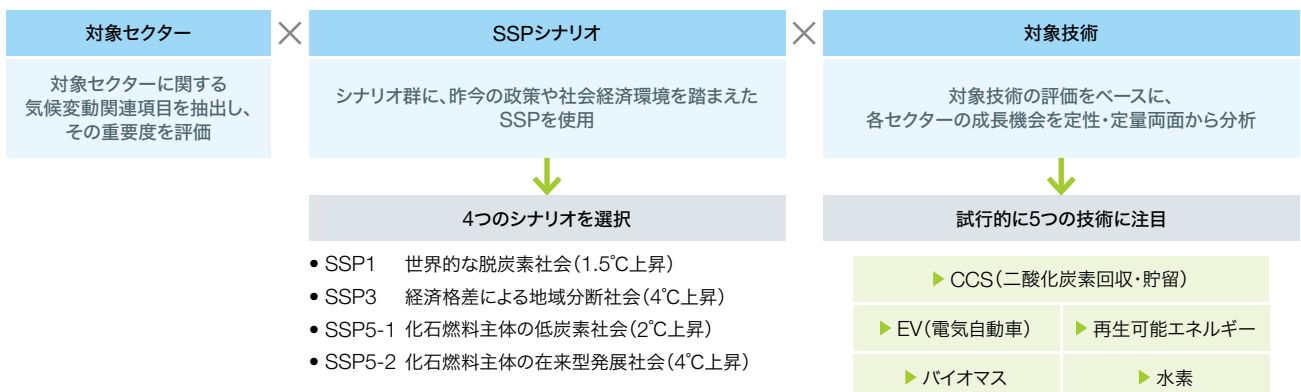 対象セクター
×
SSPシナリオ
×
対象技術
対象セクターに関する
気候変動関連項目を抽出し、
その重要度を評価
シナリオ群に、昨今の政策や社会経済環境を踏まえた
SSPを使用
対象技術の評価をベースに、
各セクターの成長機会を定性・定量両面から分析
4つのシナリオを選択
• SSP1 世界的な脱炭素社会（1.5℃上昇）
• SSP3 経済格差による地域分断社会（4℃上昇）
• SSP5-1 化石燃料主体の低炭素社会（2℃上昇）
• SSP5-2 化石燃料主体の在来型発展社会（4℃上昇）
試行的に5つの技術に注目
▶ CCS（二酸化炭素回収・貯留）
▶ EV（電気自動車）
▶ 再生可能エネルギー
▶ バイオマス
▶ 水素